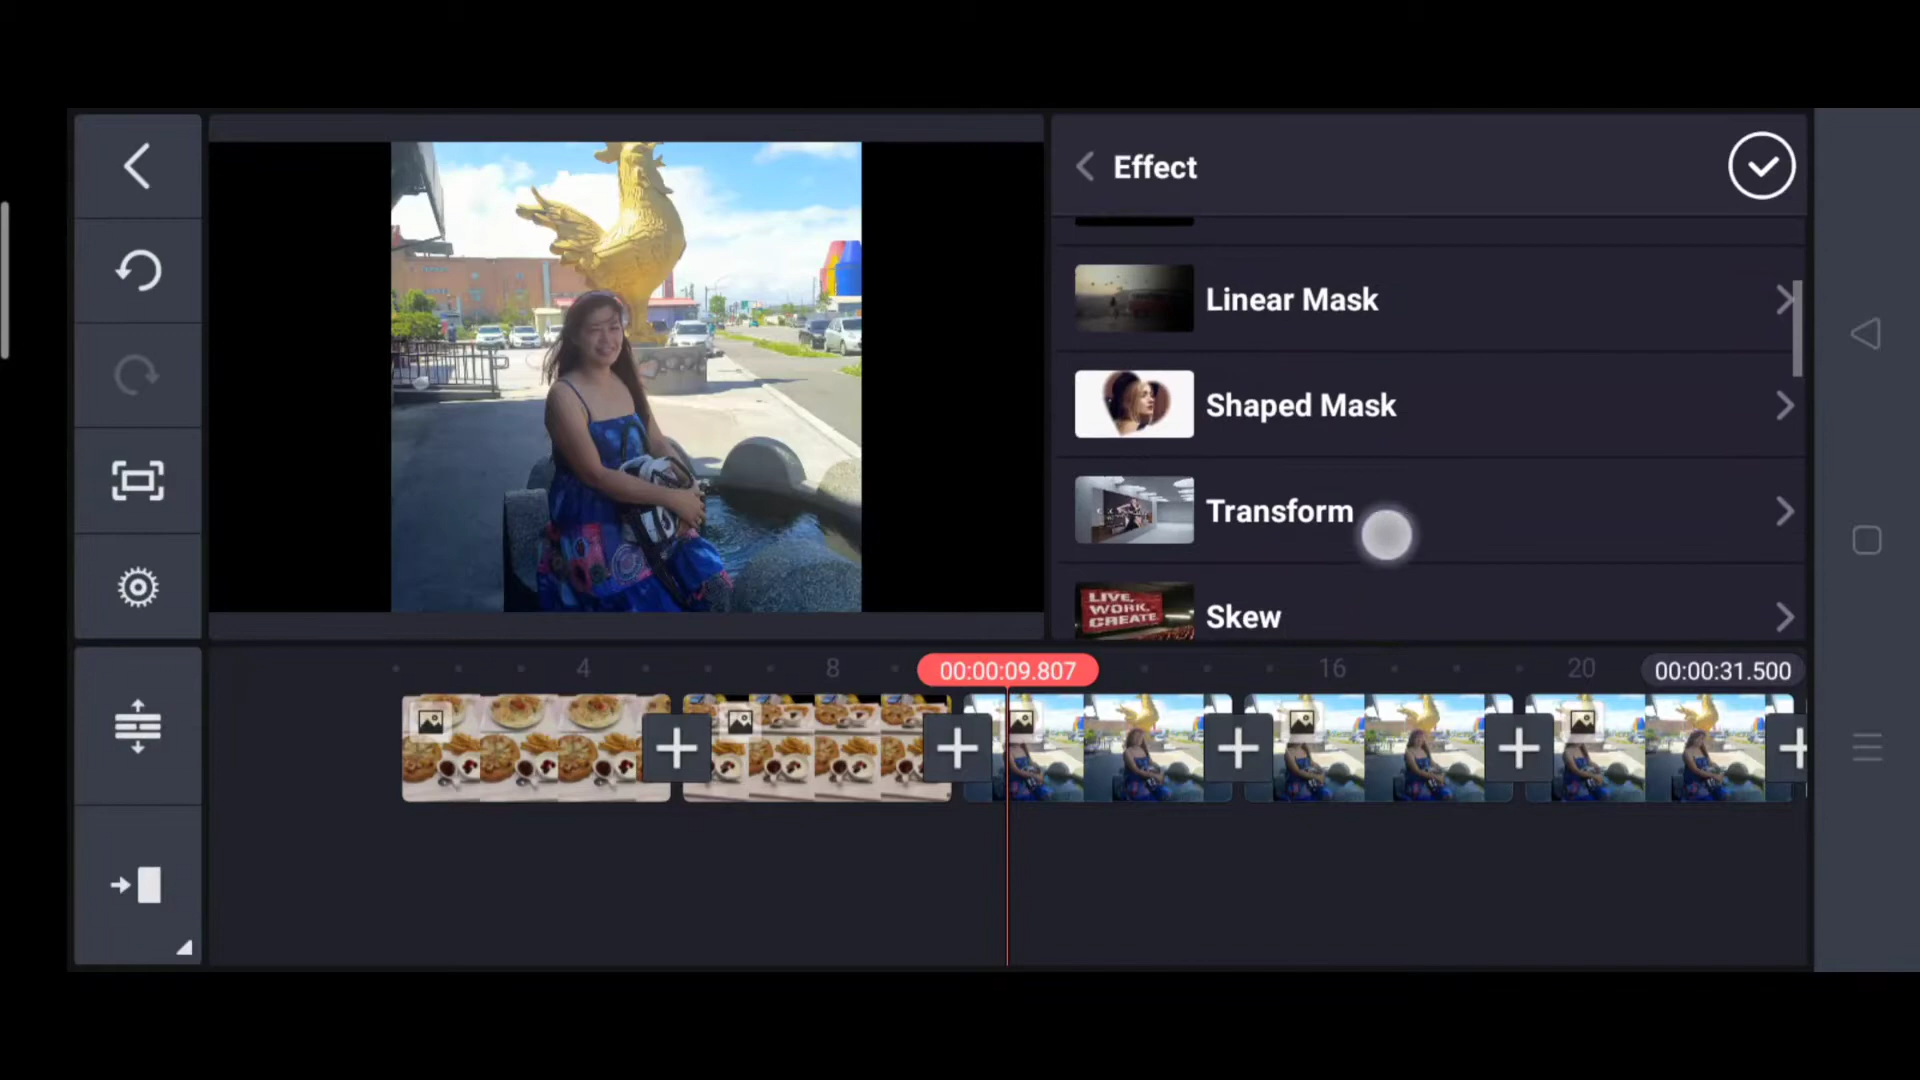 Effect
Linear Mask
Shaped Mask
Transform
LIVE.
WORK.
CREATE.
Skew
4
8
00:00:09.807
16
20
00:00:31.500